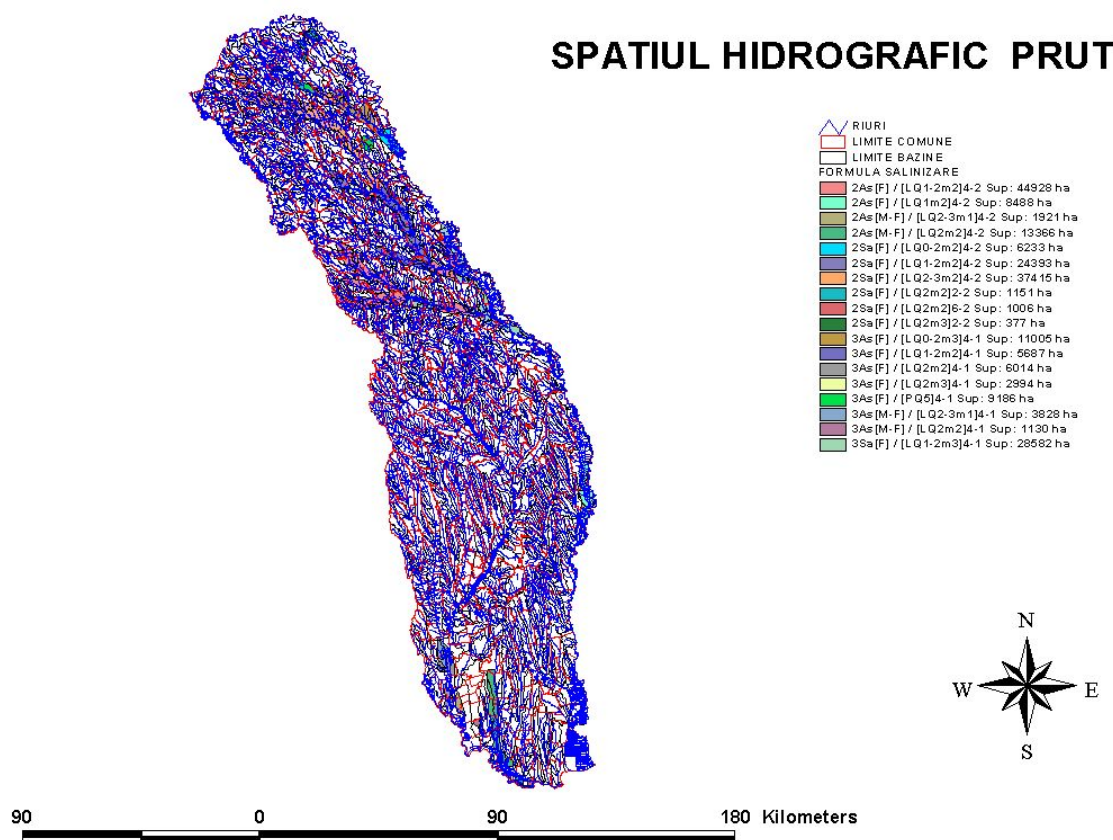 SPATIUL HIDROGRAFIC PRUT
RIURI
LIMITE COMUNE
LIMITE BAZINE
FORMULA SALINIZARE
2As[F] / [LQ1-2m2]4-2 Sup: 44928 ha
2As[F] / [LQ1m2]4-2 Sup: 8488 ha
2As[M-F] / [LQ2-3m1]4-2 Sup: 1921 ha
2As[M-F] / [LQ2m2]4-2 Sup: 13366 ha
2Sa[F] / [LQ0-2m2]4-2 Sup: 6233 ha
2Sa[F] / [LQ1-2m2]4-2 Sup: 24393 ha
2Sa[F] / [LQ2-3m2]4-2 Sup: 37415 ha
2Sa[F] / [LQ2m2]2-2 Sup: 1151 ha
2Sa[F] / [LQ2m2]6-2 Sup: 1006 ha
2Sa[F] / [LQ2m3]2-2 Sup: 377 ha
3As[F] / [LQ0-2m3]4-1 Sup: 11005 ha
3As[F] / [LQ1-2m2]4-1 Sup: 5687 ha
3As[F] / [LQ2m2]4-1 Sup: 6014 ha
3As[F] / [LQ2m3]4-1 Sup: 2994 ha
3As[F] / [PQ5]4-1 Sup: 9186 ha
3As[M-F] / [LQ2-3m1]4-1 Sup: 3828 ha
3As[M-F] / [LQ2m2]4-1 Sup: 1130 ha
3Sa[F] / [LQ1-2m3]4-1 Sup: 28582 ha
N
W E
S
90 0 90 180 Kilometers